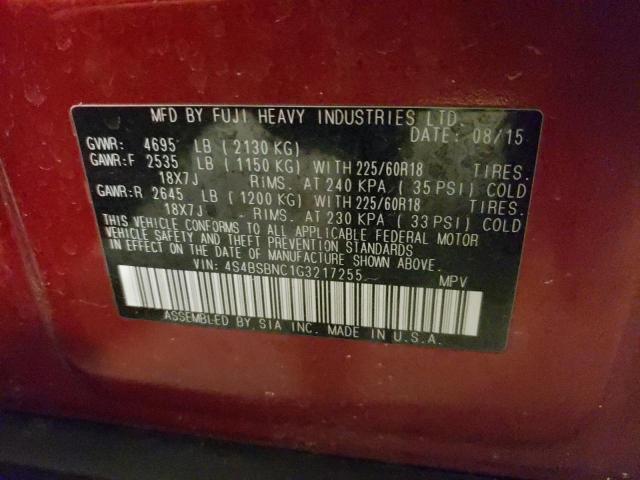 MFD BY FUJI HEAVY INDUSTRIES LTD.
DATE: 08/15
GVWR: 4695 LB ( 2130 KG)
GAWR:F 2535 LB ( 1150 KG) WITH 225/60R18 TIRES.
18X7J RIMS. AT 240 KPA ( 35 PSI) COLD
GAWR:R 2645 LB ( 1200 KG) WITH 225/60R18 TIRES.
18X7J RIMS. AT 230 KPA ( 33 PSI) COLD
THIS VEHICLE CONFORMS TO ALL APPLICABLE FEDERAL MOTOR
VEHICLE SAFETY AND THEFT PREVENTION STANDARDS
IN EFFECT ON THE DATE OF MANUFACTURE SHOWN ABOVE.
VIN: 4S4BSBNC1G3217255 MPV
ASSEMBLED BY SIA INC. MADE IN U.S.A.